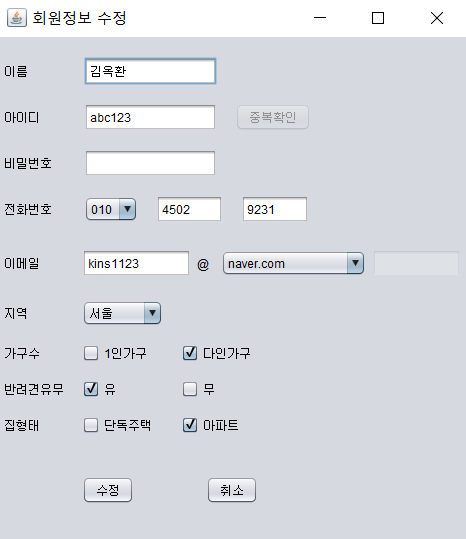 회원정보 수정
이름 김옥환
아이디 abc123 중복확인
비밀번호
전화번호 010 4502 9231
이메일 kins1123 @ naver.com
지역 서울
가구수 1인가구 다인가구
반려견유무 유 무
집형태 단독주택 아파트
수정 취소